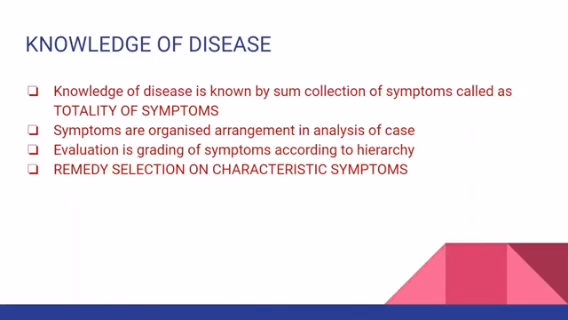 KNOWLEDGE OF DISEASE
❏ Knowledge of disease is known by sum collection of symptoms called as
TOTALITY OF SYMPTOMS
❏ Symptoms are organised arrangement in analysis of case
❏ Evaluation is grading of symptoms according to hierarchy
❏ REMEDY SELECTION ON CHARACTERISTIC SYMPTOMS